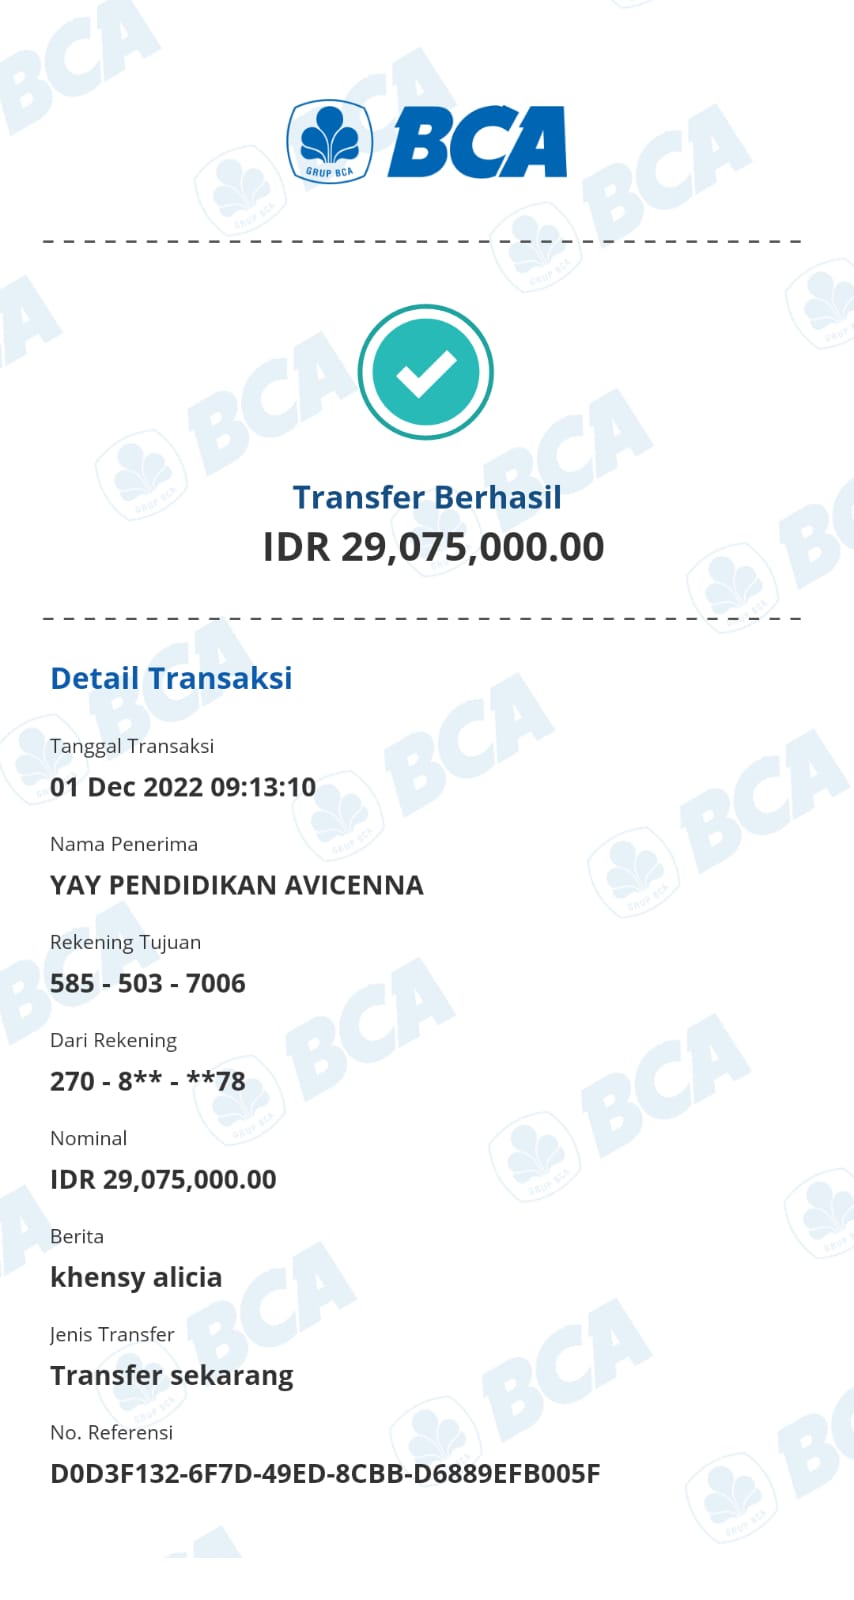 GRUP BCA
BCA
Transfer Berhasil
IDR 29,075,000.00
Detail Transaksi
Tanggal Transaksi
01 Dec 2022 09:13:10
Nama Penerima
YAY PENDIDIKAN AVICENNA
Rekening Tujuan
585 - 503 - 7006
Dari Rekening
270 - 8** - **78
Nominal
IDR 29,075,000.00
Berita
khensy alicia
Jenis Transfer
Transfer sekarang
No. Referensi
D0D3F132-6F7D-49ED-8CBB-D6889EFB005F